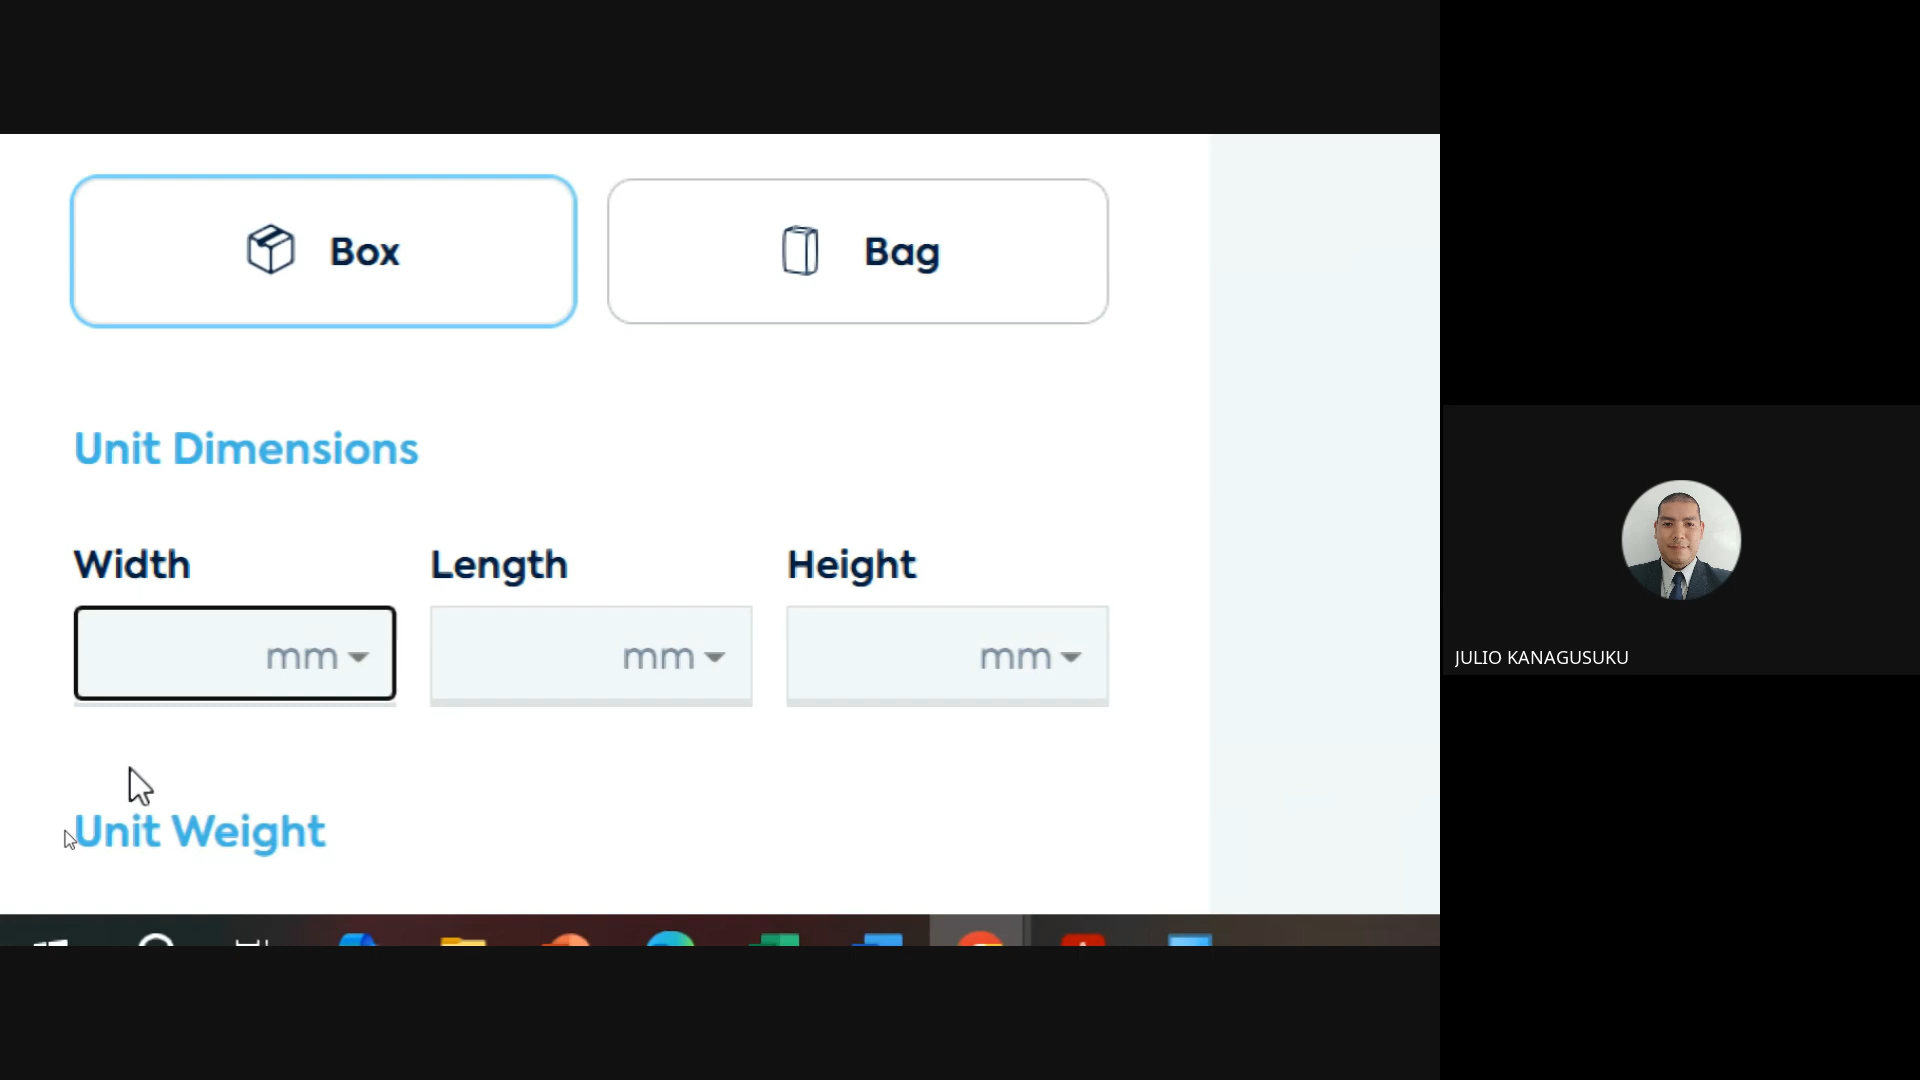 Box
Bag
Unit Dimensions
Width Length Height
mm mm mm
Unit Weight
JULIO KANAGUSUKU